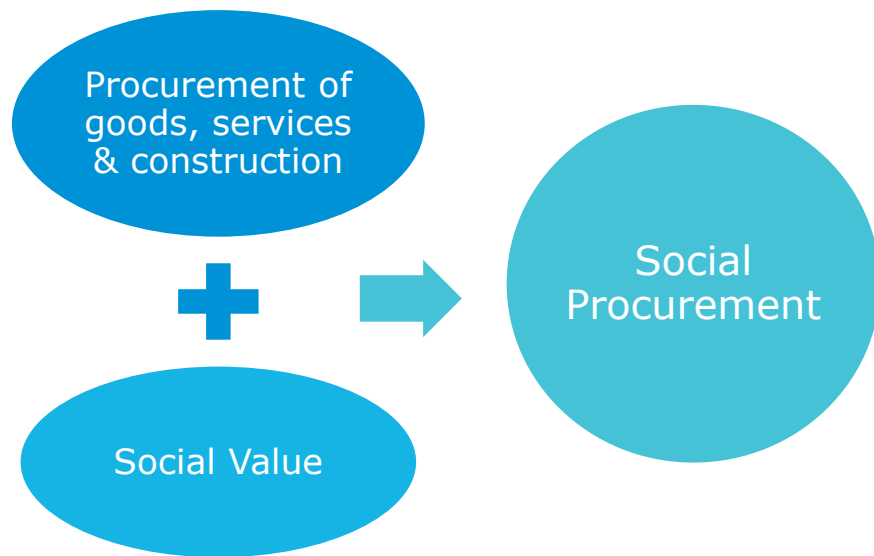 Procurement of
goods, services
& construction
Social Value
Social
Procurement